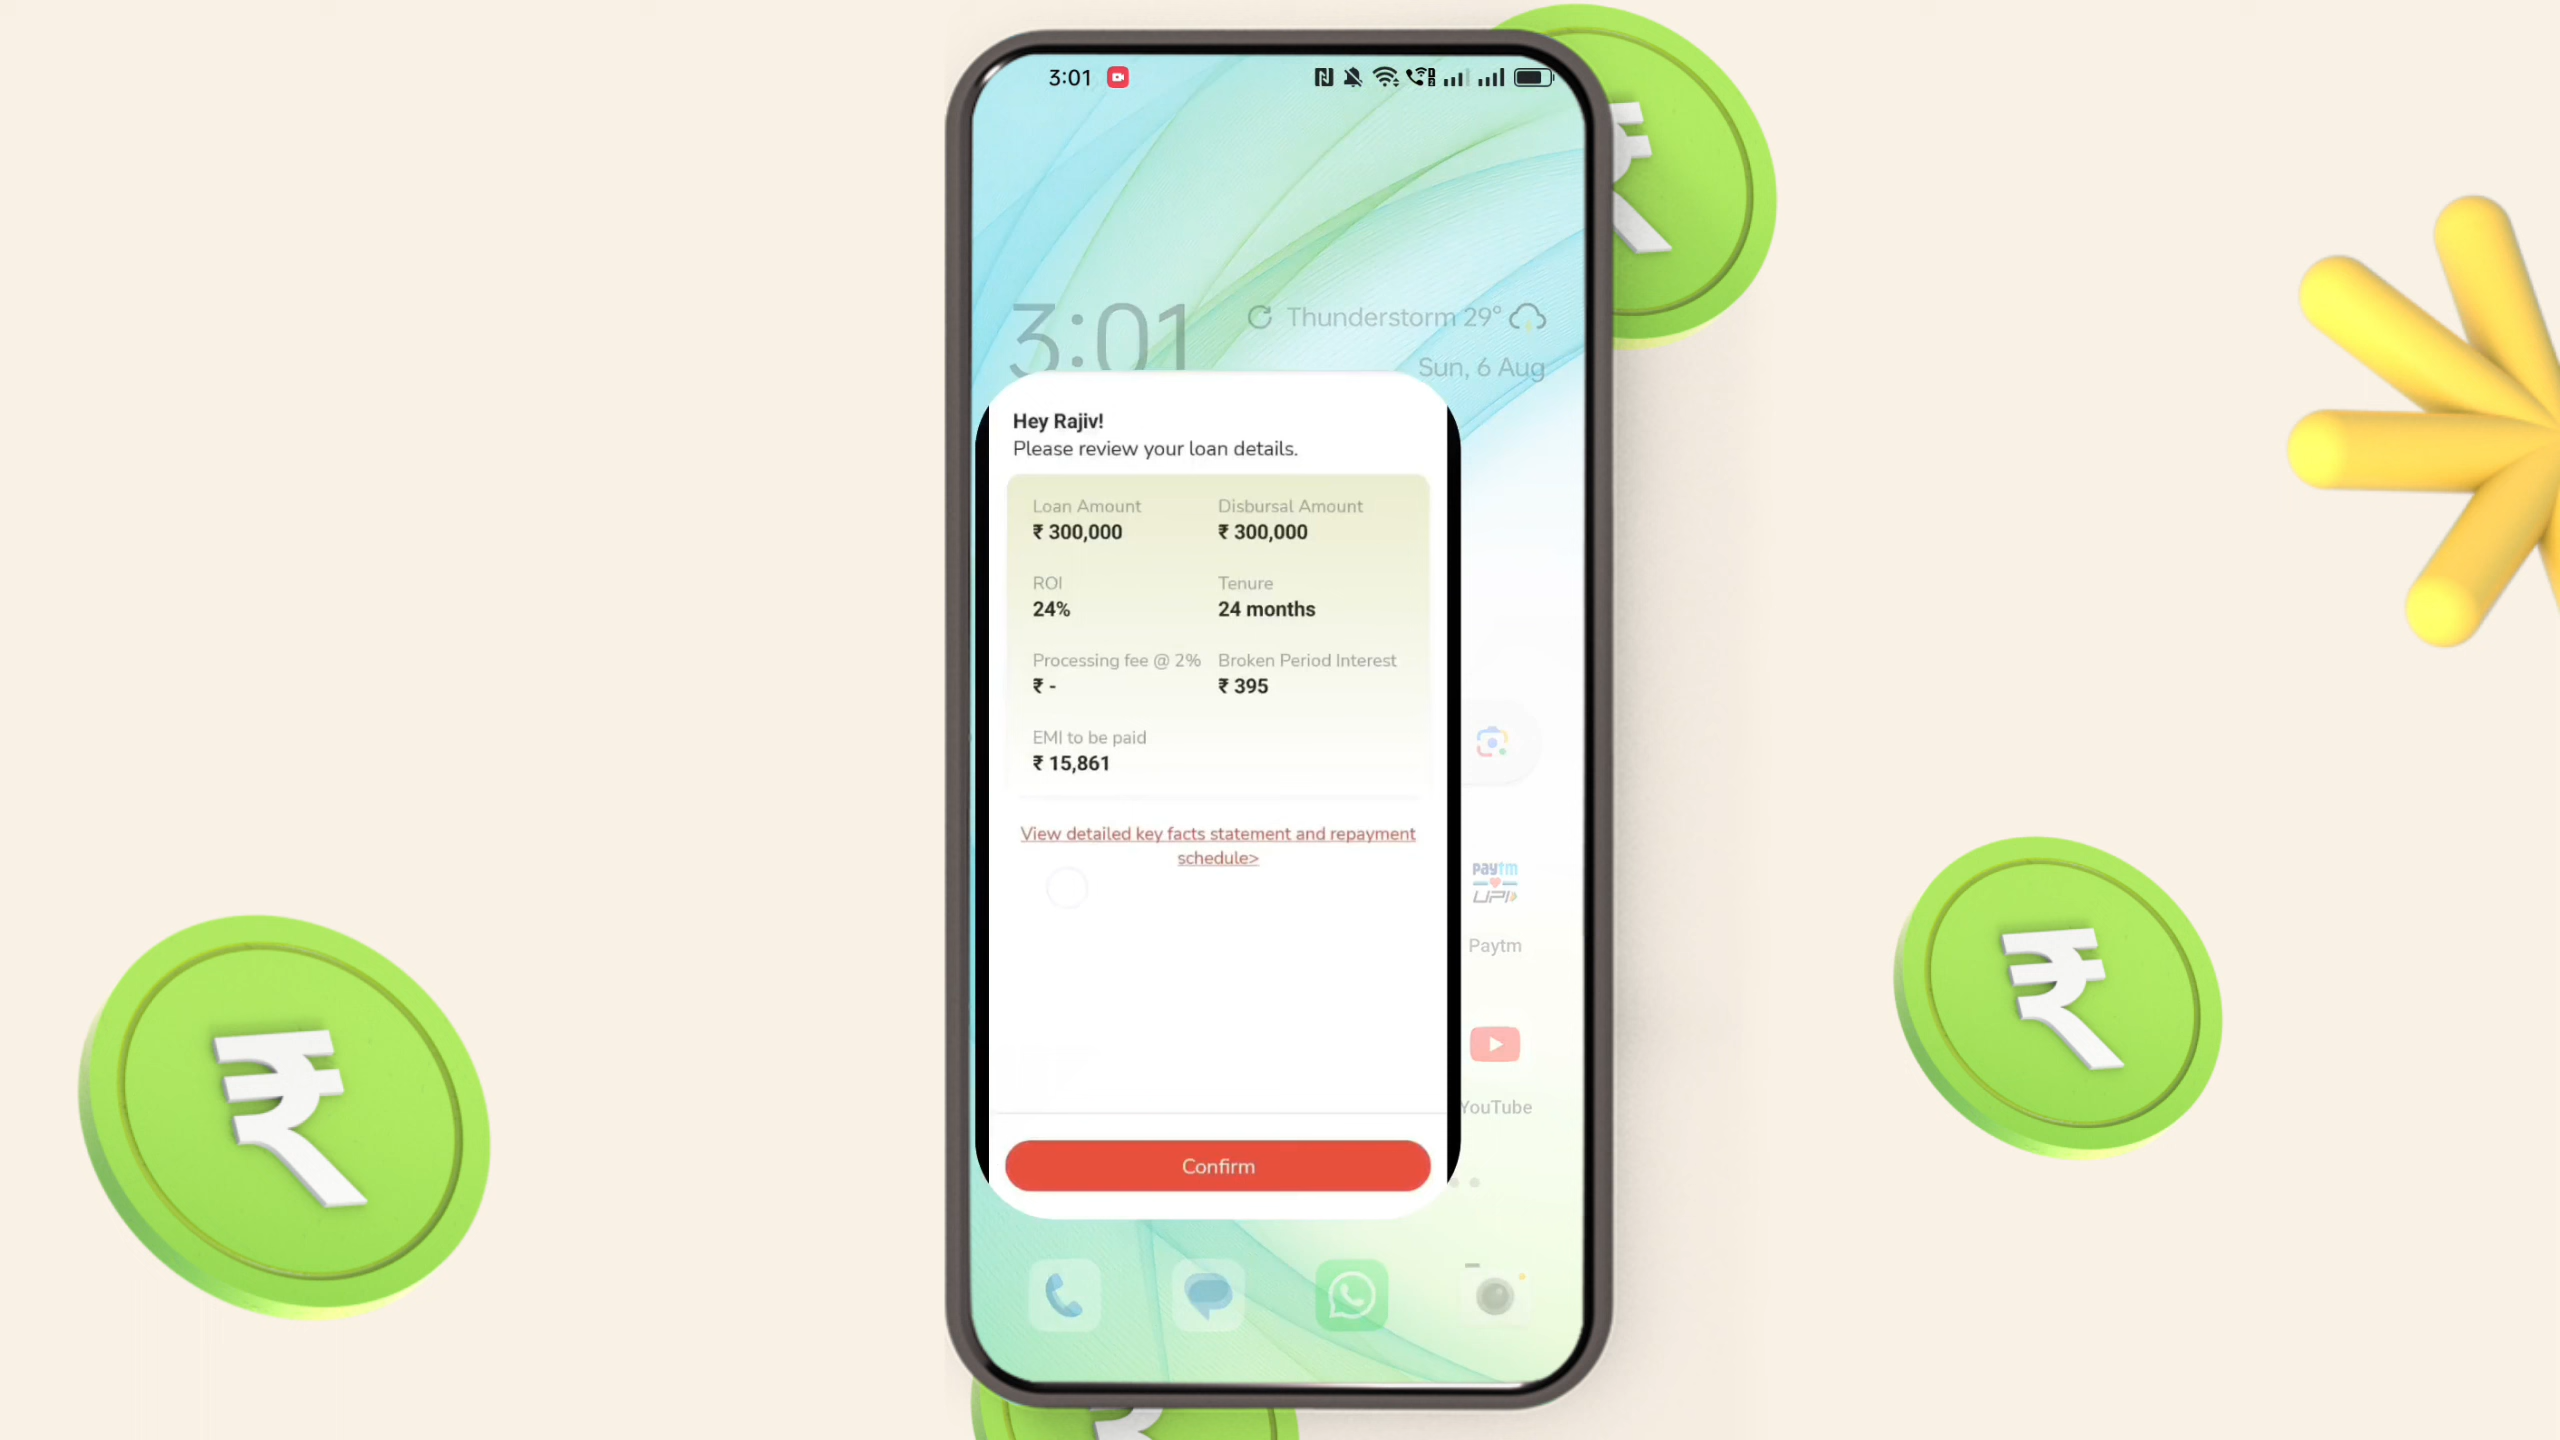 3:01
3:01
Thunderstorm 29°
Sun, 6 Aug
Hey Rajiv!
Please review your loan details.
Loan Amount
Disbursal Amount
₹ 300,000
₹ 300,000
ROI
Tenure
24%
24 months
Processing fee @ 2%
Broken Period Interest
₹ -
₹ 395
EMI to be paid
₹ 15,861
View detailed key facts statement and repayment
schedule>
paytm
UPI
Paytm
YouTube
Confirm
₹
₹
₹
₹